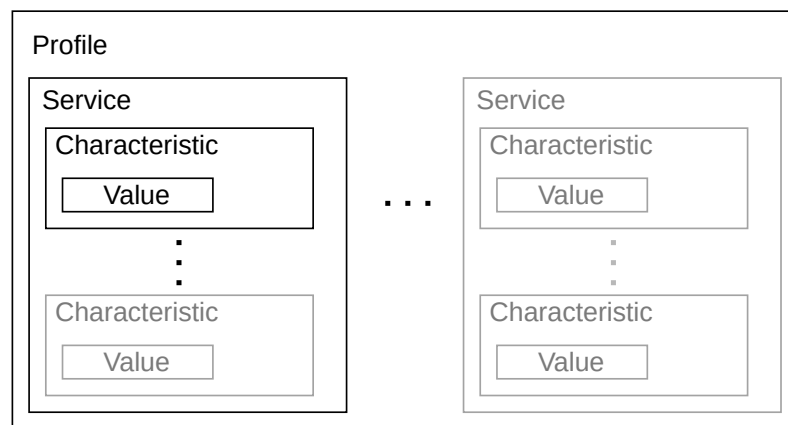 Profile
Service
Characteristic
Value
Characteristic
Value
. . .
Service
Characteristic
Value
Characteristic
Value